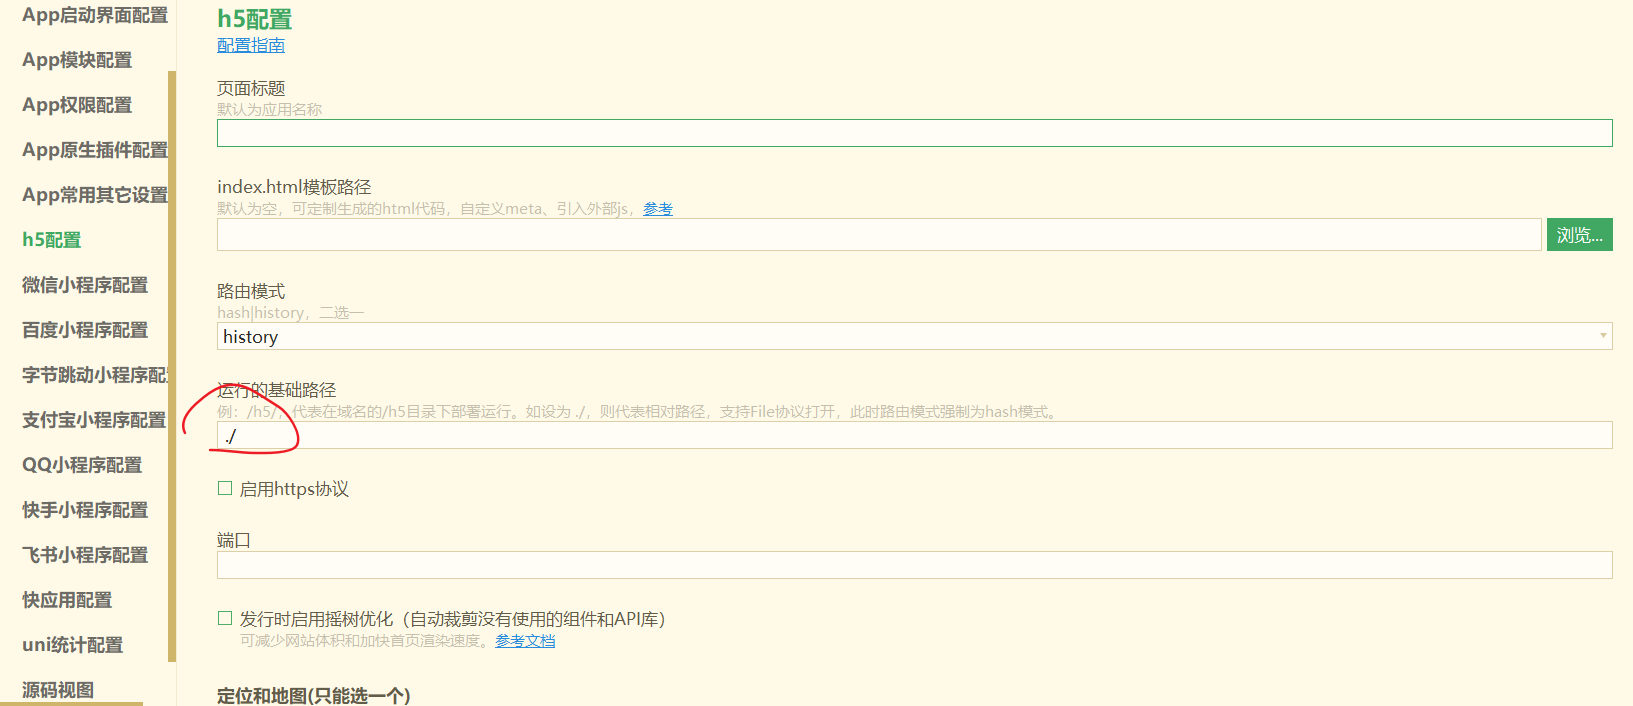 App启动界面配置
App模块配置
App权限配置
App原生插件配置
App常用其它设置
h5配置
微信小程序配置
百度小程序配置
字节跳动小程序配
支付宝小程序配置
QQ小程序配置
快手小程序配置
飞书小程序配置
快应用配置
uni统计配置
源码视图
h5配置
配置指南
页面标题
默认为应用名称
index.html模板路径
默认为空，可定制生成的html代码，自定义meta、引入外部js，参考
浏览...
路由模式
hash|history，二选一
history
运行的基础路径
例：/h5/，代表在域名的/h5目录下部署运行。如设为 ./，则代表相对路径，支持File协议打开，此时路由模式强制为hash模式。
./
启用https协议
端口
发行时启用摇树优化（自动裁剪没有使用的组件和API库）
可减少网站体积和加快首页渲染速度。参考文档
定位和地图(只能选一个)